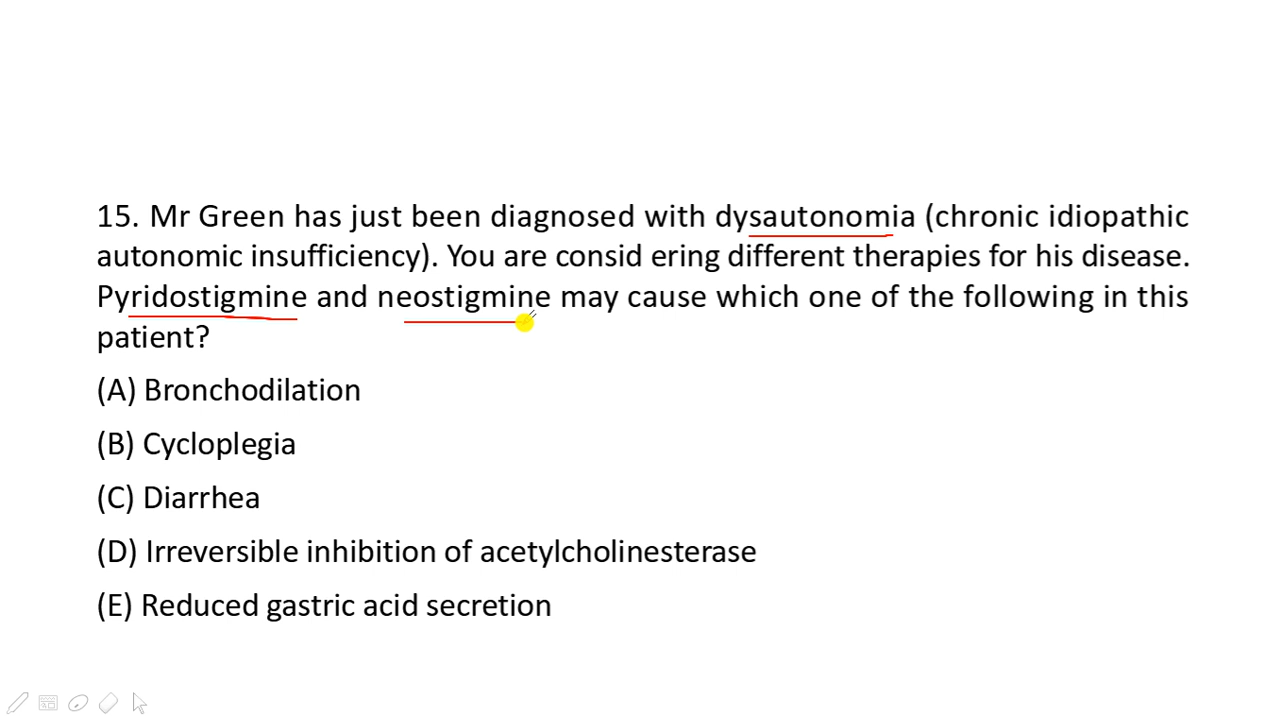 15. Mr Green has just been diagnosed with dysautonomia (chronic idiopathic
autonomic insufficiency). You are consid ering different therapies for his disease.
Pyridostigmine and neostigmine may cause which one of the following in this
patient?
(A) Bronchodilation
(B) Cycloplegia
(C) Diarrhea
(D) Irreversible inhibition of acetylcholinesterase
(E) Reduced gastric acid secretion